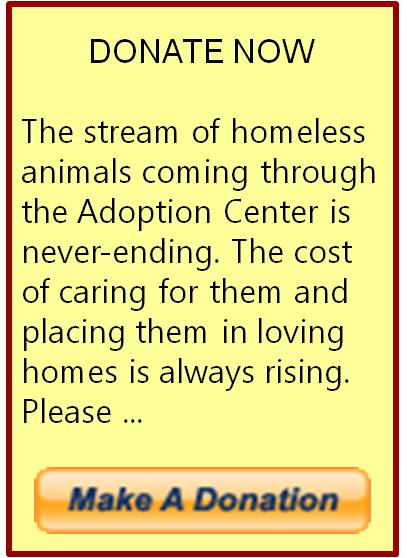 DONATE NOW
The stream of homeless
animals coming through
the Adoption Center is
never-ending. The cost
of caring for them and
placing them in loving
homes is always rising.
Please ...
Make A Donation